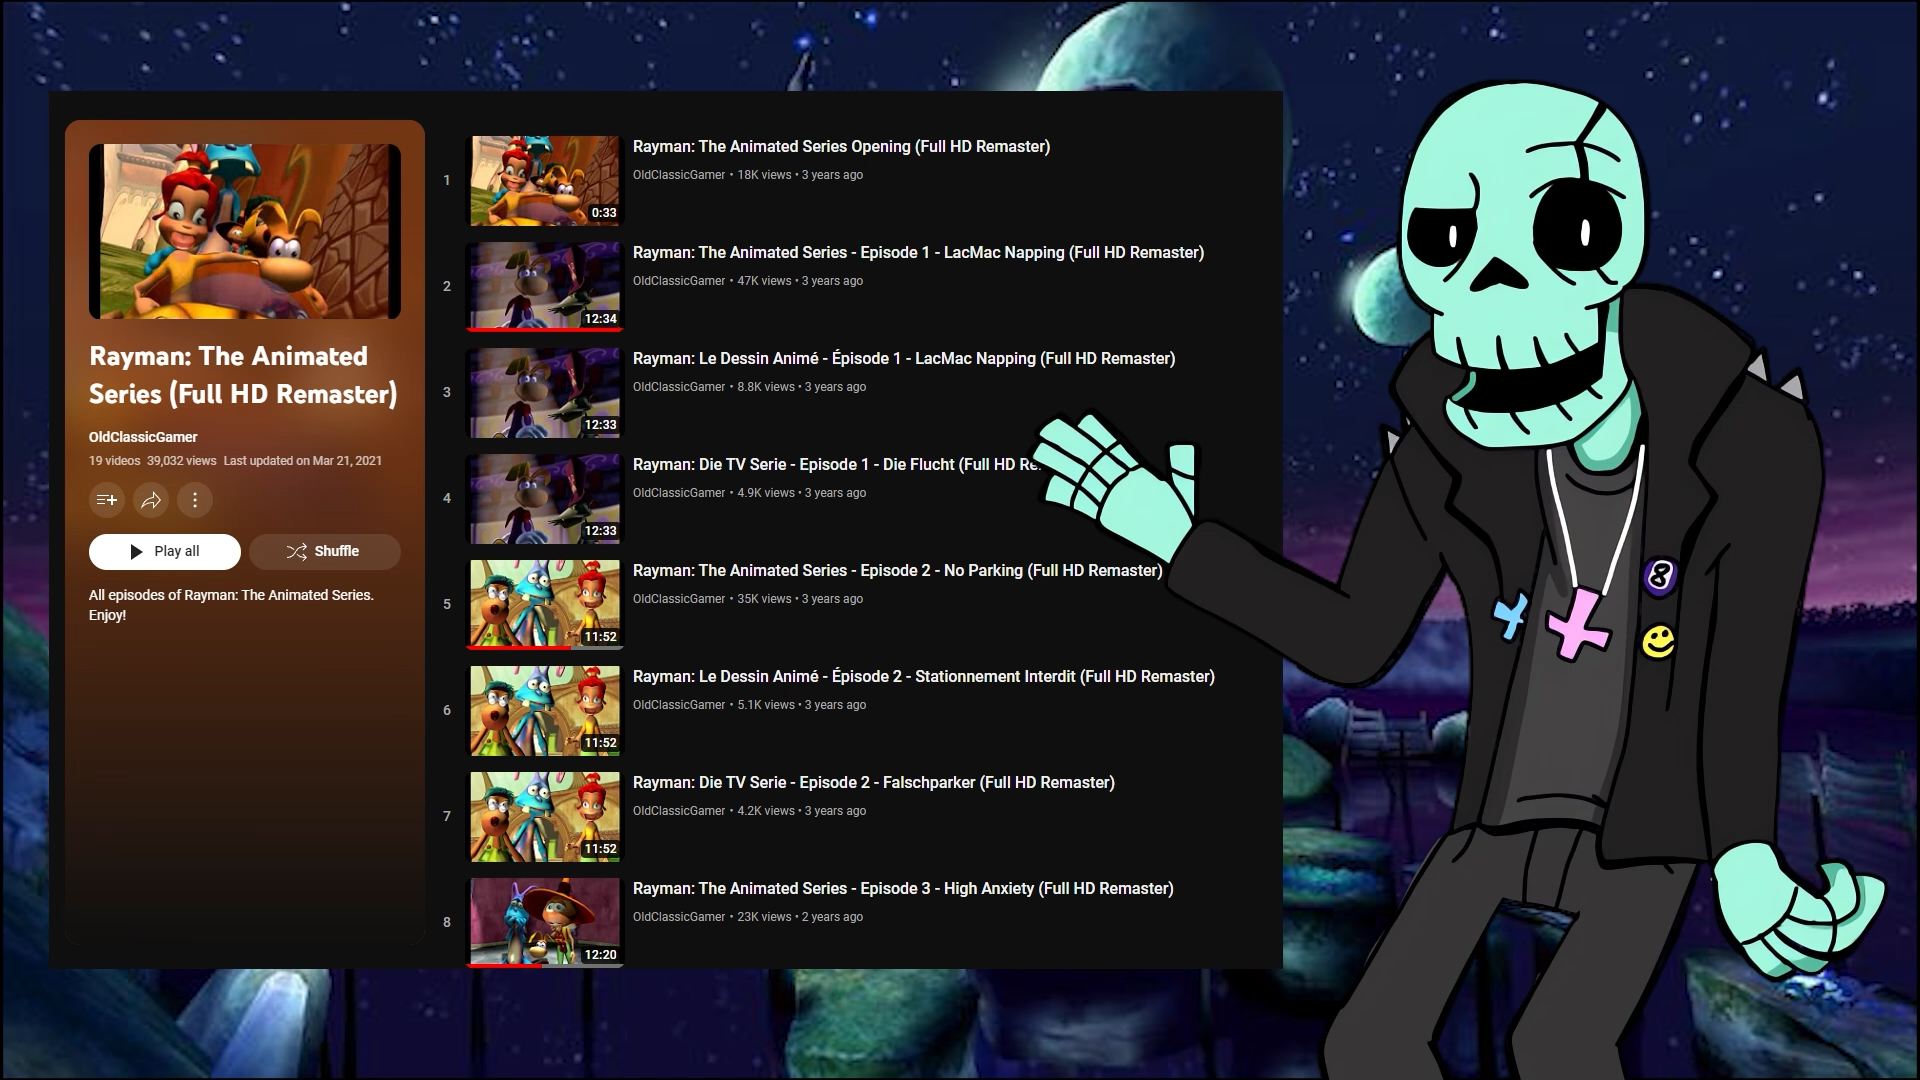 Rayman: The Animated
Series (Full HD Remaster)
OldClassicGamer
19 videos 39,032 views Last updated on Mar 21, 2021
Play all
Shuffle
All episodes of Rayman: The Animated Series.
Enjoy!
1
0:33
Rayman: The Animated Series Opening (Full HD Remaster)
OldClassicGamer • 18K views • 3 years ago
2
12:34
Rayman: The Animated Series - Episode 1 - LacMac Napping (Full HD Remaster)
OldClassicGamer • 47K views • 3 years ago
3
12:33
Rayman: Le Dessin Animé - Épisode 1 - LacMac Napping (Full HD Remaster)
OldClassicGamer • 8.8K views • 3 years ago
4
12:33
Rayman: Die TV Serie - Episode 1 - Die Flucht (Full HD
OldClassicGamer • 4.9K views • 3 years ago
5
11:52
Rayman: The Animated Series - Episode 2 - No Parking (Full HD Remaster)
OldClassicGamer • 35K views • 3 years ago
6
11:52
Rayman: Le Dessin Animé - Épisode 2 - Stationnement Interdit (Full HD Remaster)
OldClassicGamer • 5.1K views • 3 years ago
7
11:52
Rayman: Die TV Serie - Episode 2 - Falschparker (Full HD Remaster)
OldClassicGamer • 4.2K views • 3 years ago
8
12:20
Rayman: The Animated Series - Episode 3 - High Anxiety (Full HD Remaster)
OldClassicGamer • 23K views • 2 years ago
8